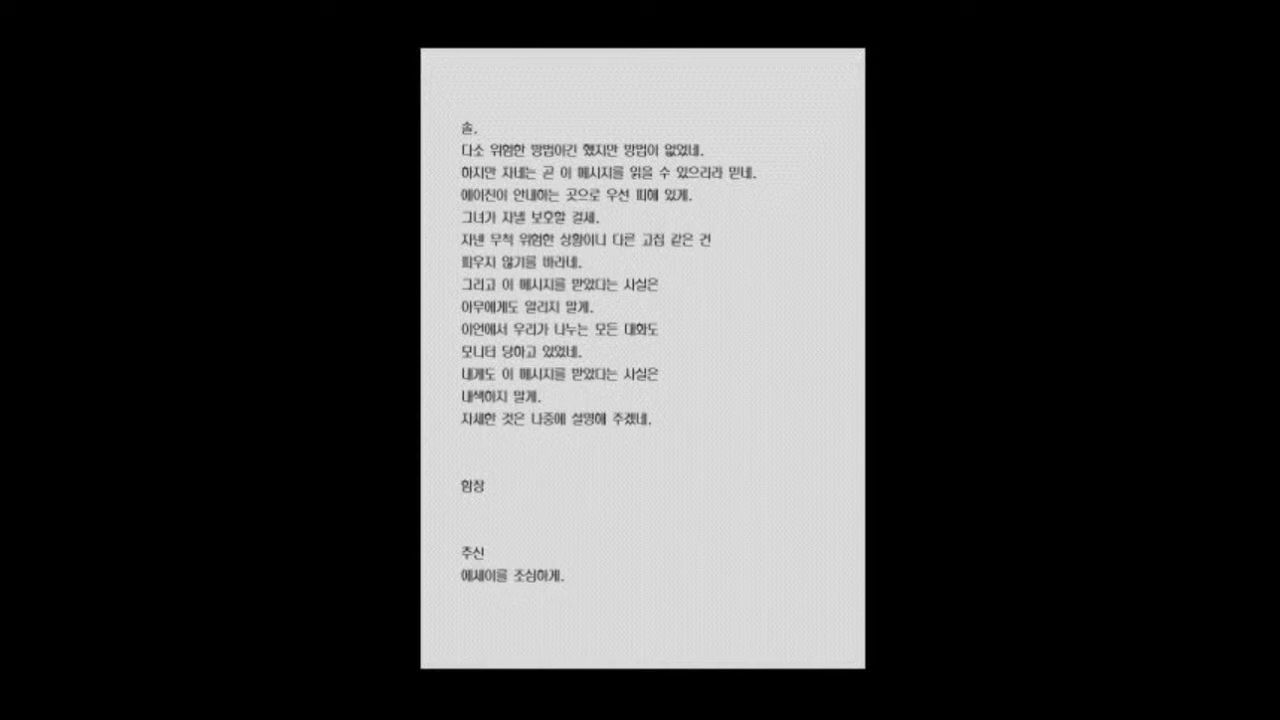 솔.
다소 위험한 방법이긴 했지만 방법이 없었네.
하지만 자네는 곧 이 메시지를 읽을 수 있으리라 믿네.
에이진이 안내하는 곳으로 우선 피해 있게.
그녀가 자넬 보호할 걸세.
자낸 무척 위험한 상황이니 다른 고집 같은 건
피우지 않기를 바라네.
그리고 이 메시지를 받았다는 사실은
아무에게도 알리지 말게.
이언에서 우리가 나누는 모든 대화도
모니터 당하고 있었네.
내게도 이 메시지를 받았다는 사실은
내색하지 말게.
자세한 것은 나중에 설명해 주겠네.
함장
추신
에세이를 조심하게.